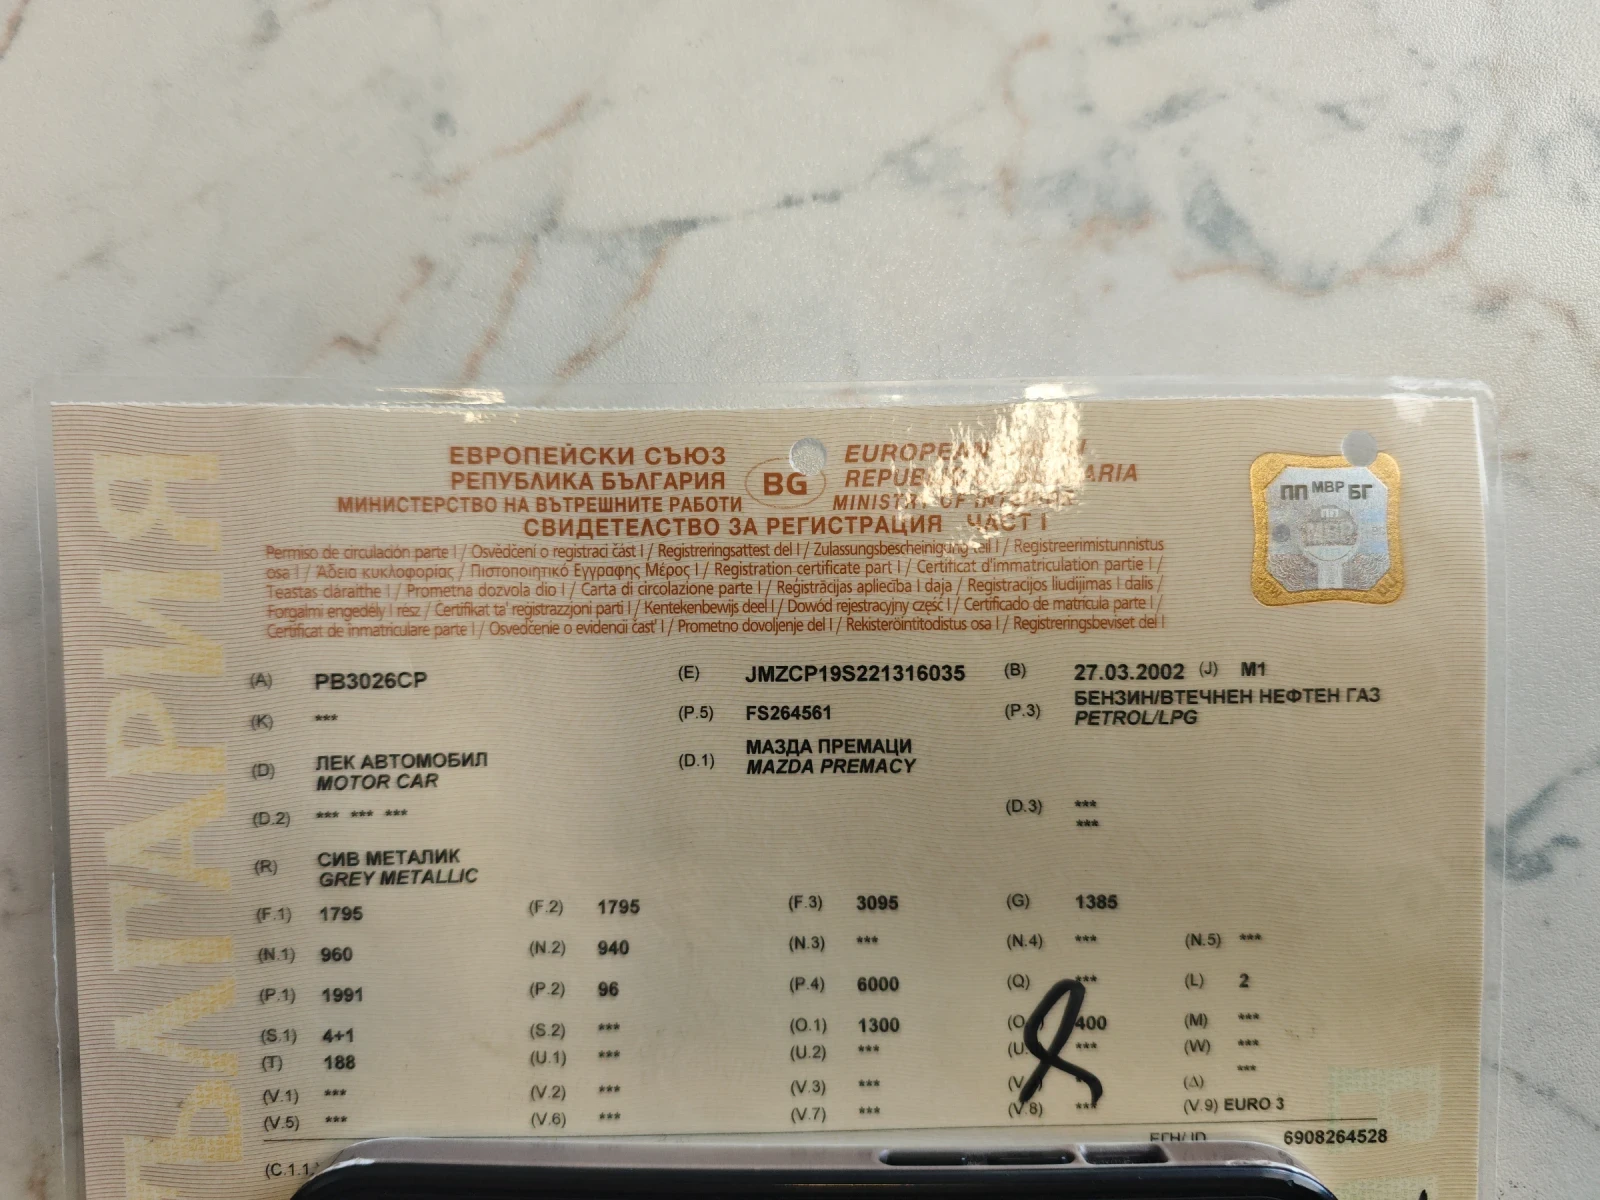 ЕВРОПЕЙСКИ СЪЮЗ
РЕПУБЛИКА БЪЛГАРИЯ
МИНИСТЕРСТВО НА ВЪТРЕШНИТЕ РАБОТИ
BG
EUROPEAN
REPUBLIC BULGARIA
MINISTRY OF INTERIOR
СВИДЕТЕЛСТВО ЗА РЕГИСТРАЦИЯ ЧАСТ I
Permiso de circulación parte I / Osvědčení o registraci část I / Registreringsattest del I / Zulassungsbescheinigung Teil I / Registreerimistunnistus
osa I / Άδεια κυκλοφορίας / Πιστοποιητικό Εγγραφης Μέρος I / Registration certificate part I / Certificat d'immatriculation partie I /
Teastas cláraithe I / Prometna dozvola dio I / Carta di circolazione parte I / Reģistrācijas apliecība I daļa / Registracijos liudijimas I dalis /
Forgalmi engedély I rész / Ċertifikat ta' reġistrazzjoni parti I / Kentekenbewijs deel I / Dowód rejestracyjny część I / Certificado de matrícula parte I /
Certificat de inmatriculare parte I / Osvedčenie o evidencii časť I / Prometno dovoljenje del I / Rekisteröintitodistus osa I / Registreringsbeviset del I
ПП МВР БГ
(A) PB3026CP (E) JMZCP19S221316035 (B) 27.03.2002 (J) M1
(K) *** (P.5) FS264561 (P.3) БЕНЗИН/ВТЕЧНЕН НЕФТЕН ГАЗ
PETROL/LPG
(D) ЛЕК АВТОМОБИЛ (D.1) МАЗДА ПРЕМАЦИ
MOTOR CAR MAZDA PREMACY
(D.2) *** *** *** (D.3) ***
***
(R) СИВ МЕТАЛИК
GREY METALLIC
(F.1) 1795 (F.2) 1795 (F.3) 3095 (G) 1385
(N.1) 960 (N.2) 940 (N.3) *** (N.4) *** (N.5) ***
(P.1) 1991 (P.2) 96 (P.4) 6000 (Q) *** (L) 2
(S.1) 4+1 (S.2) *** (O.1) 1300 400 (M) ***
(T) 188 (U.1) *** (U.2) *** *** (W) ***
(V.1) *** (V.2) *** (V.3) *** (Δ) ***
(V.5) *** (V.6) *** (V.7) *** (V.8) *** (V.9) EURO 3
ЕГН/ ID 6908264528
(C.1.1.)